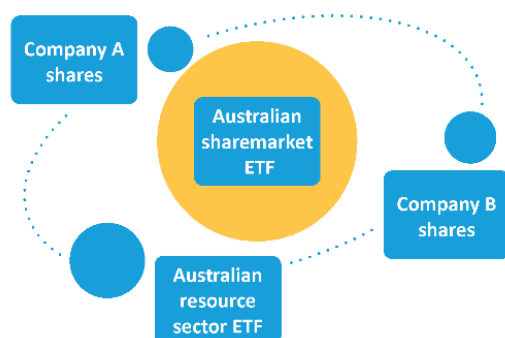 Company A
shares
Australian
sharemarket
ETF
Company B
shares
Australian
resource
sector ETF